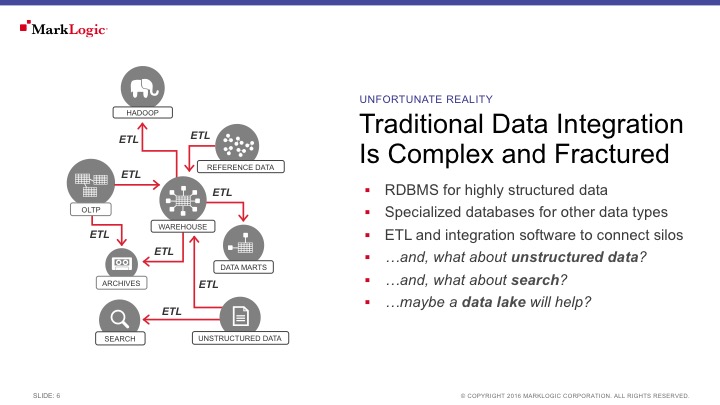 MarkLogic
HADOOP
ETL
ETL
REFERENCE DATA
ETL
OLTP
ETL
WAREHOUSE
ETL
ETL
DATA MARTS
ARCHIVES
ETL
ETL
SEARCH
UNSTRUCTURED DATA
UNFORTUNATE REALITY
Traditional Data Integration
Is Complex and Fractured
RDBMS for highly structured data
Specialized databases for other data types
ETL and integration software to connect silos
…and, what about unstructured data?
…and, what about search?
…maybe a data lake will help?
SLIDE: 6
© COPYRIGHT 2016 MARKLOGIC CORPORATION. ALL RIGHTS RESERVED.